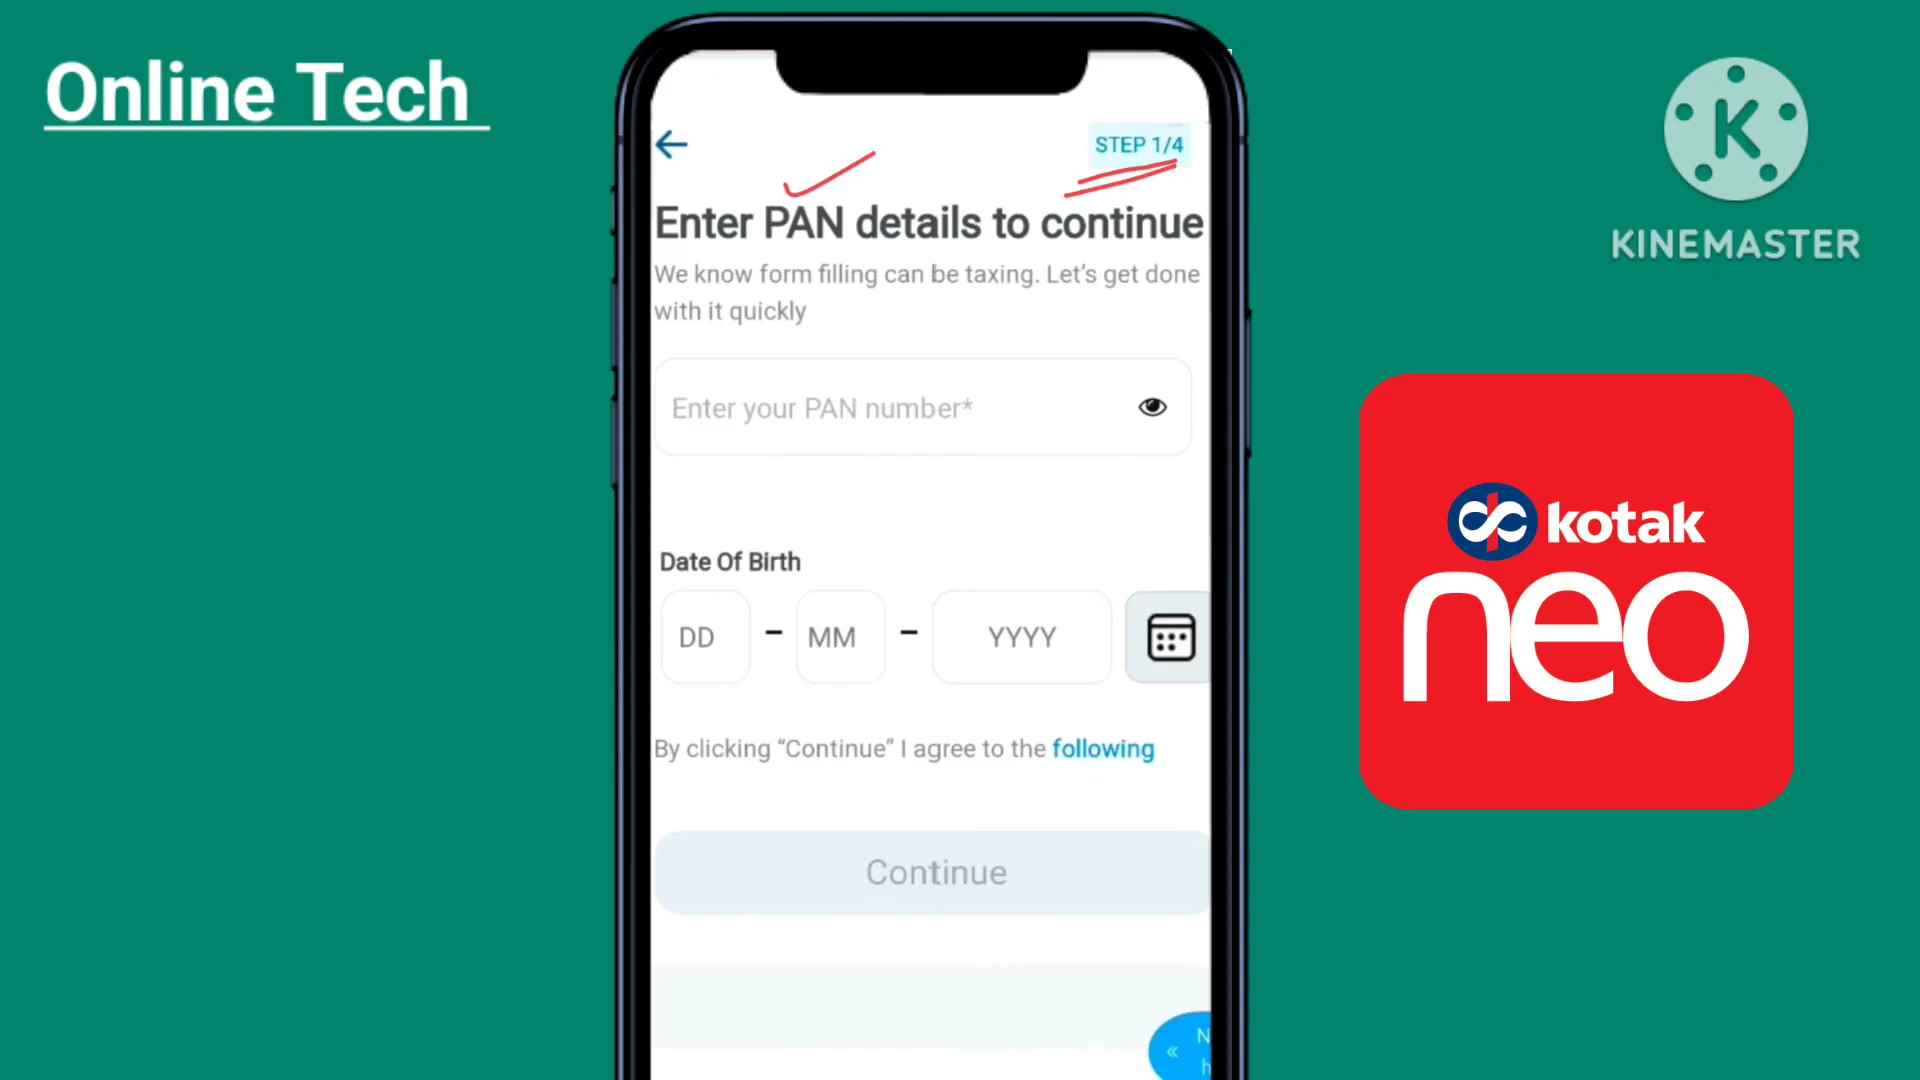 Online Tech
STEP 1/4
Enter PAN details to continue
We know form filling can be taxing. Let's get done
with it quickly
Enter your PAN number*
Date Of Birth
DD - MM - YYYY
By clicking “Continue” I agree to the following
Continue
«
N
h
K
KINEMASTER
kotak
neo